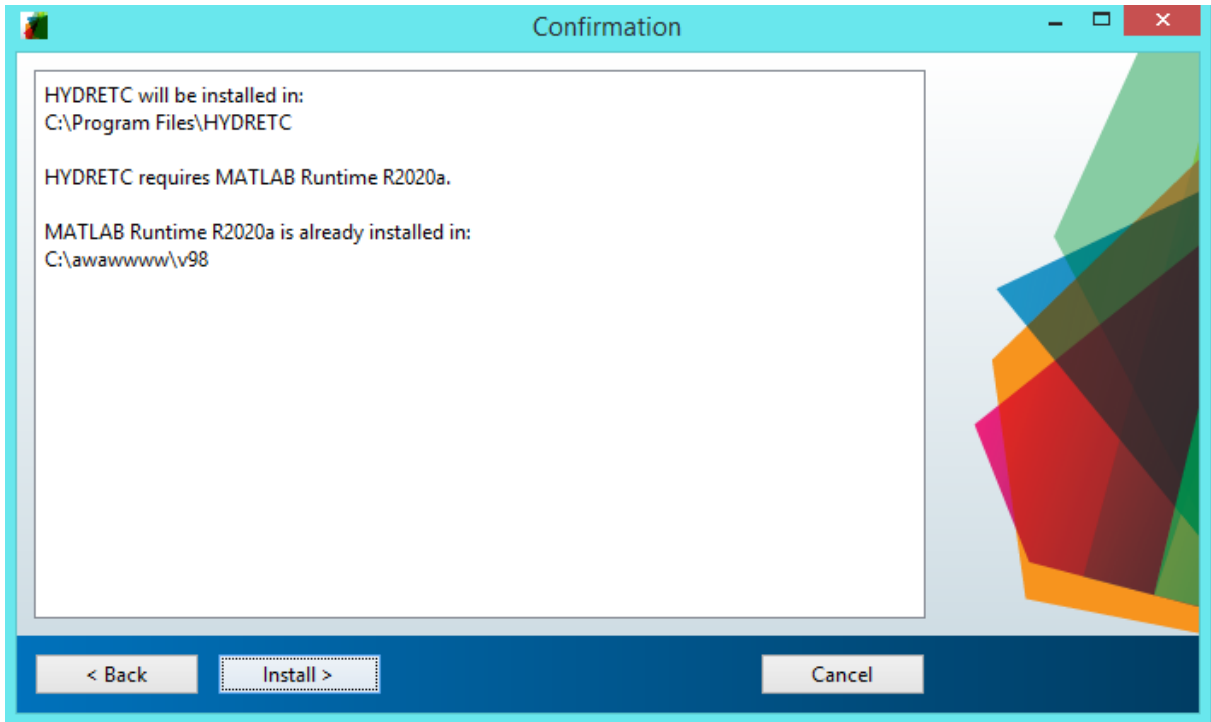 Confirmation
HYDRETC will be installed in:
C:\Program Files\HYDRETC
HYDRETC requires MATLAB Runtime R2020a.
MATLAB Runtime R2020a is already installed in:
C:\awawwww\v98
< Back
Install >
Cancel